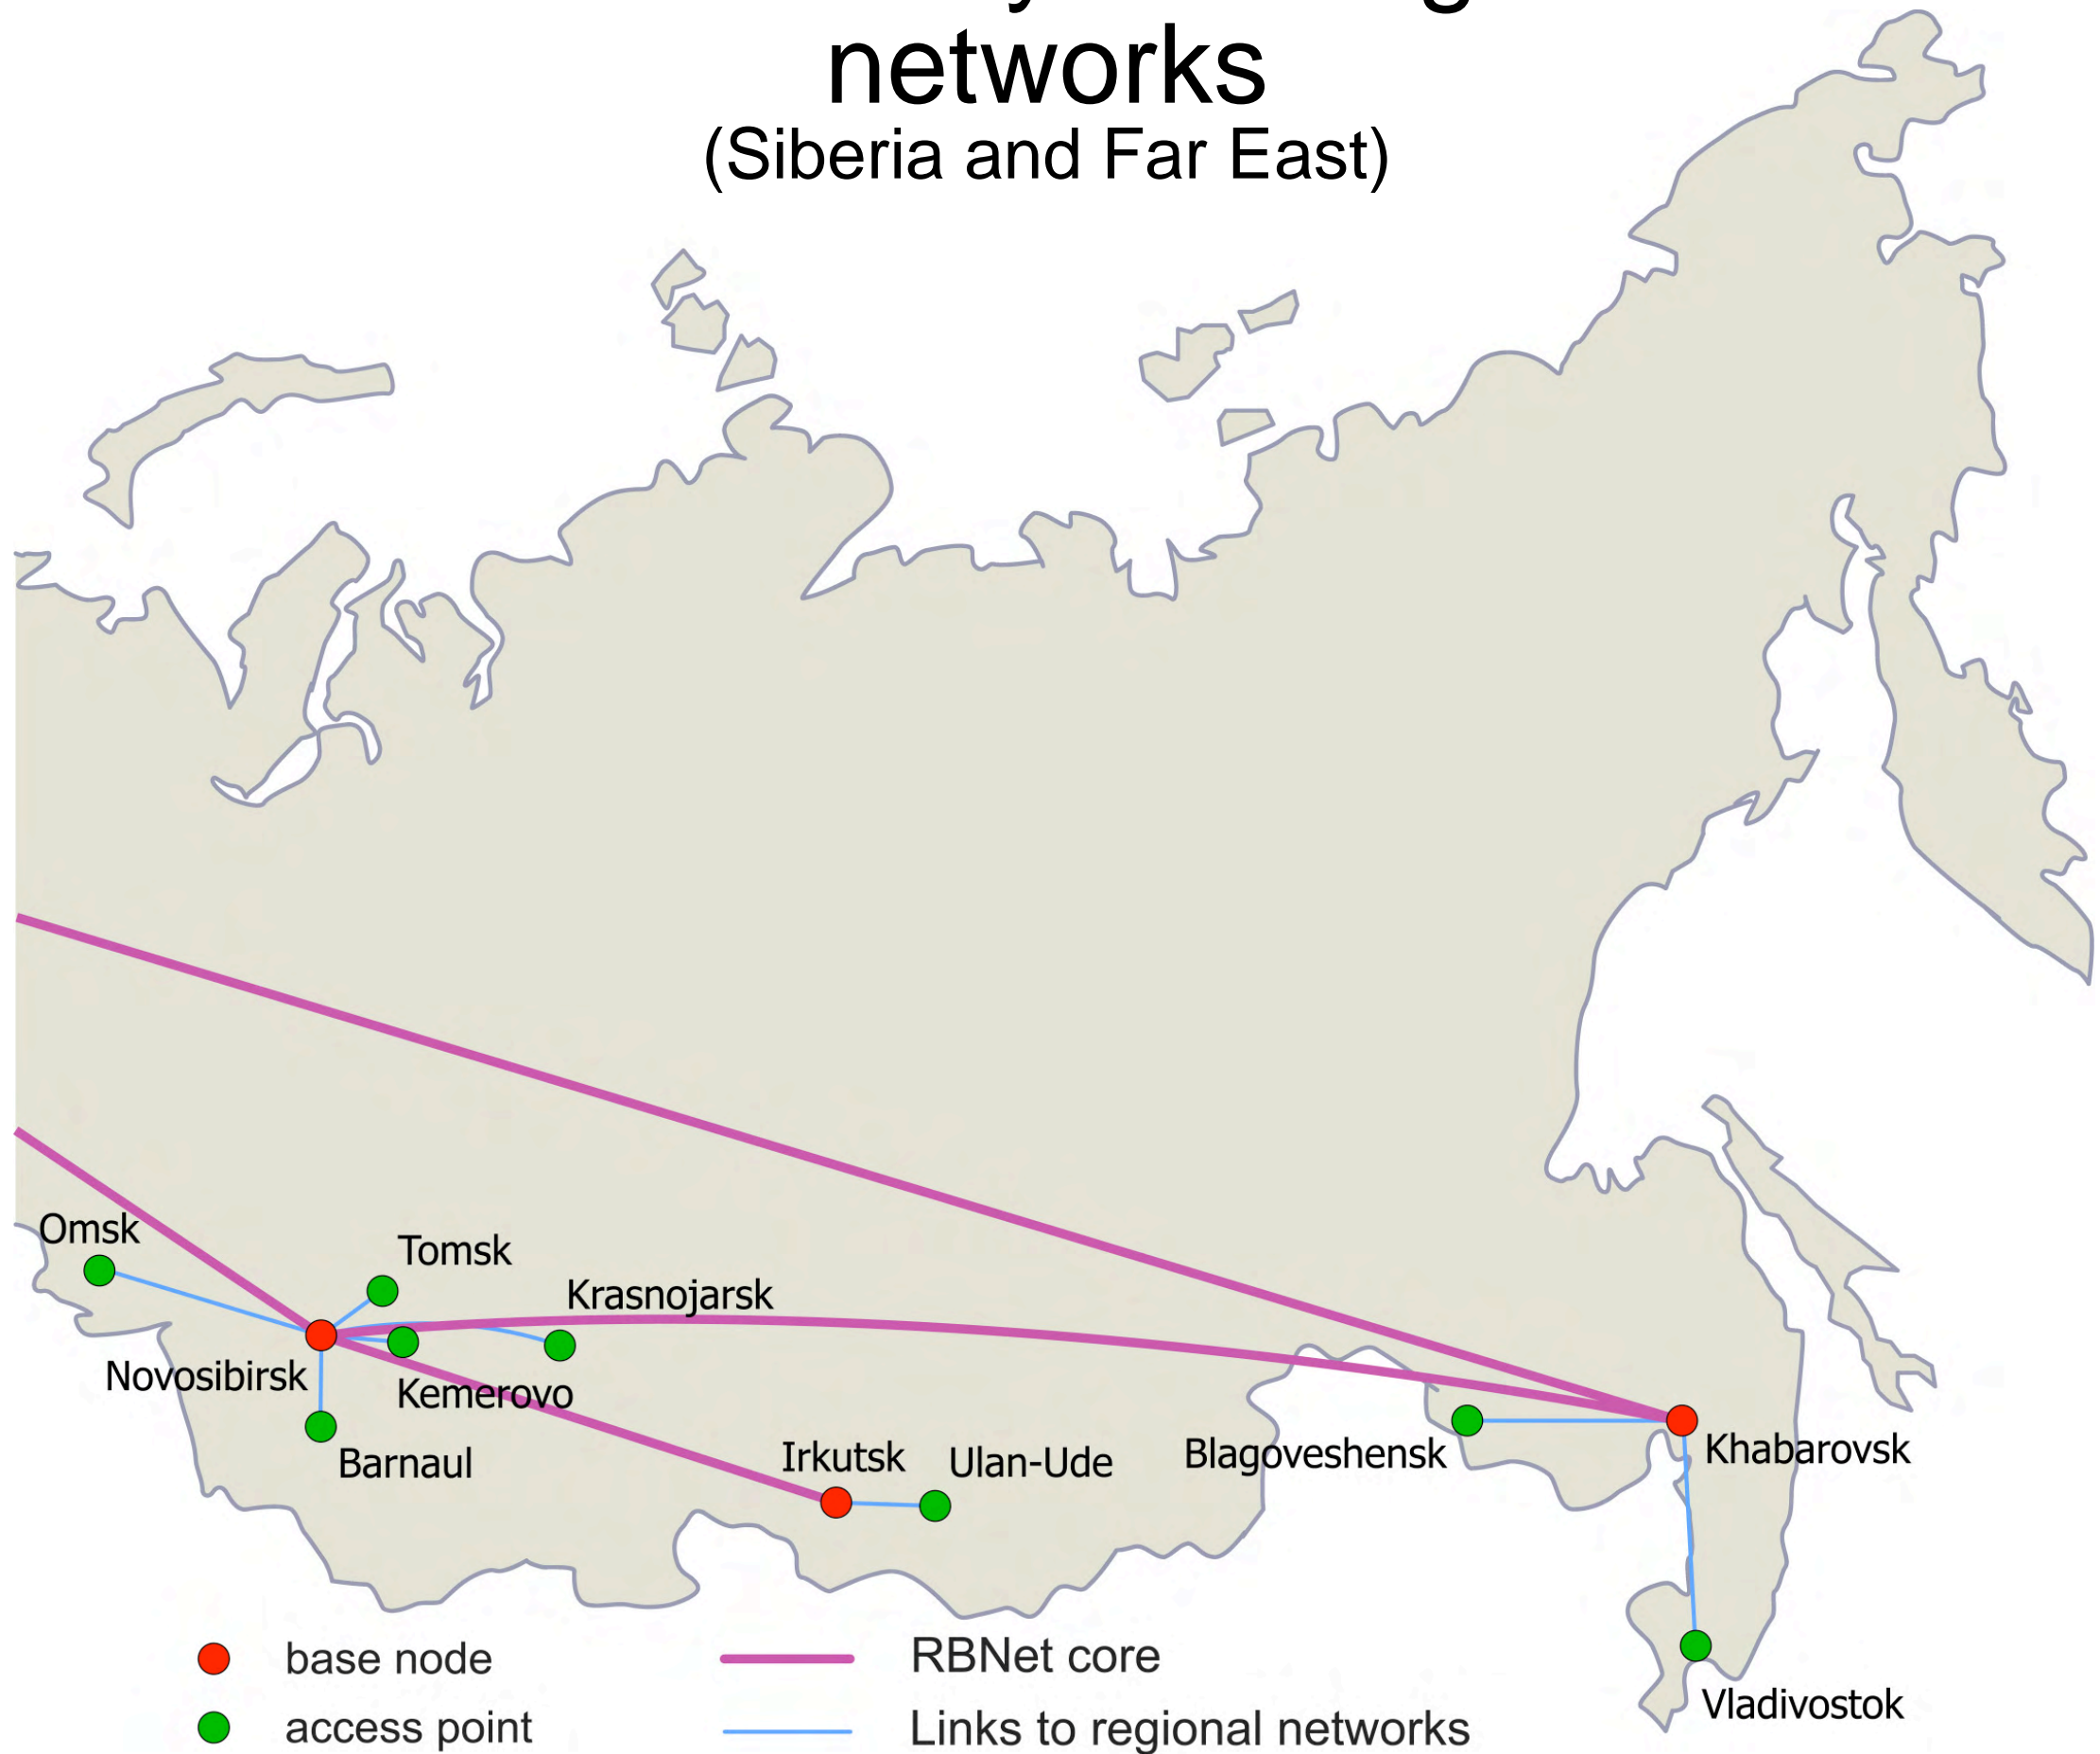 networks
(Siberia and Far East)
Omsk
Tomsk
Krasnojarsk
Novosibirsk
Kemerovo
Barnaul
Irkutsk
Ulan-Ude
Blagoveshensk
Khabarovsk
Vladivostok
base node
RBNet core
access point
Links to regional networks